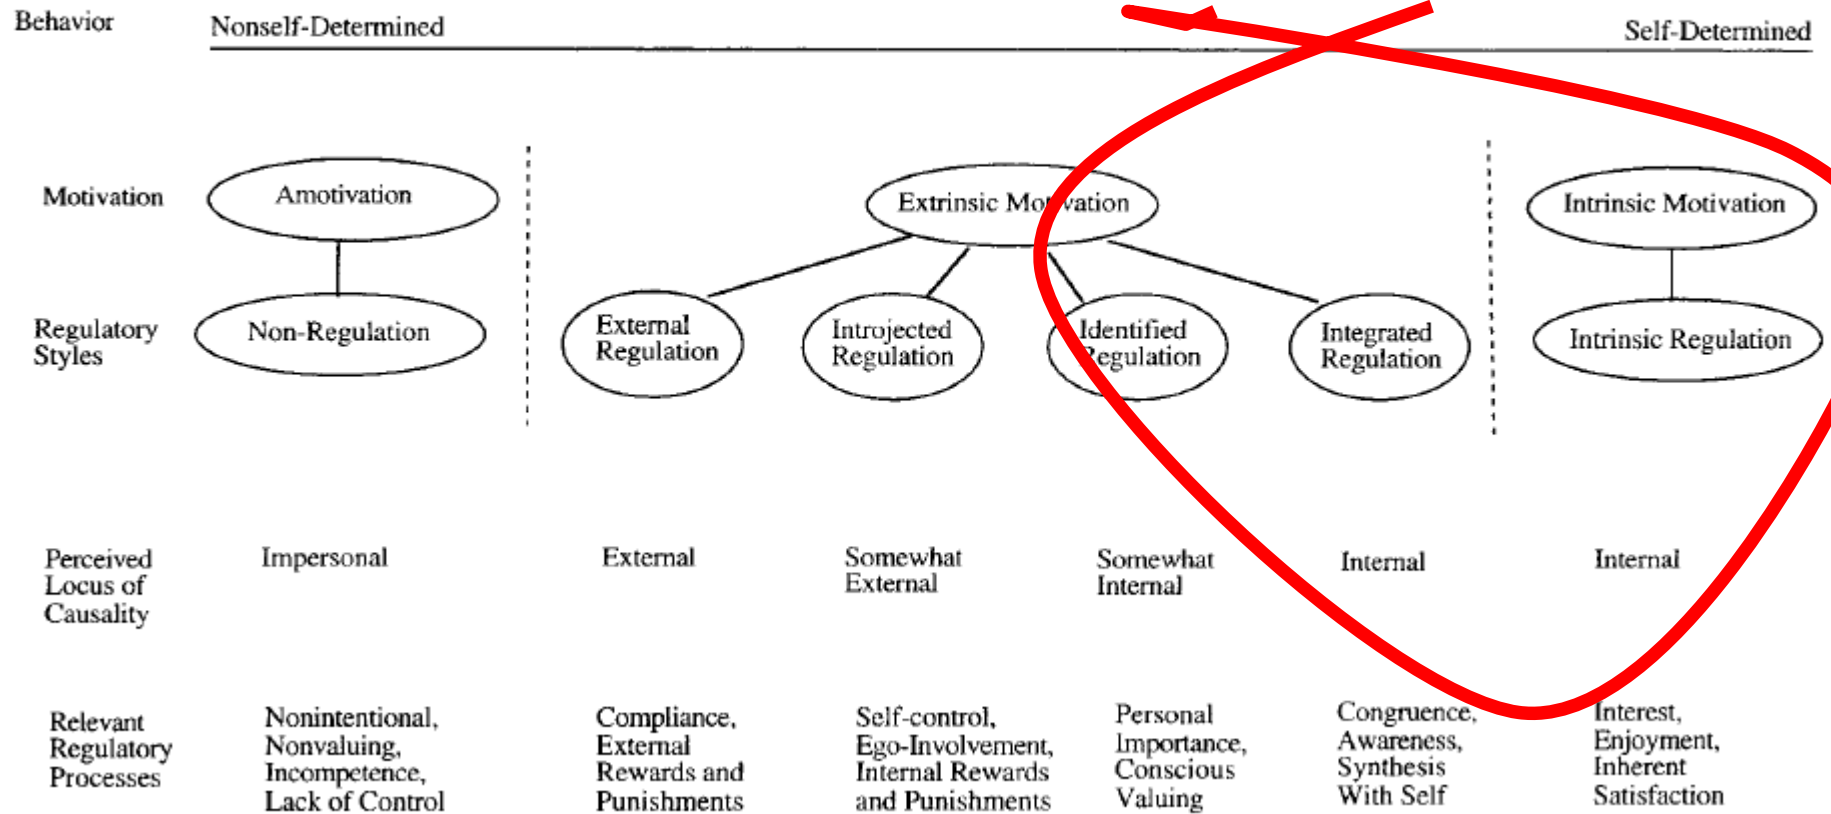 Behavior
Nonself-Determined
Self-Determined
Motivation
Amotivation
Extrinsic Motivation
Intrinsic Motivation
Regulatory
Styles
Non-Regulation
External
Regulation
Introjected
Regulation
Identified
Regulation
Integrated
Regulation
Intrinsic Regulation
Perceived
Locus of
Causality
Impersonal
External
Somewhat
External
Somewhat
Internal
Internal
Internal
Relevant
Regulatory
Processes
Nonintentional,
Nonvaluing,
Incompetence,
Lack of Control
Compliance,
External
Rewards and
Punishments
Self-control,
Ego-Involvement,
Internal Rewards
and Punishments
Personal
Importance,
Conscious
Valuing
Congruence,
Awareness,
Synthesis
With Self
Interest,
Enjoyment,
Inherent
Satisfaction